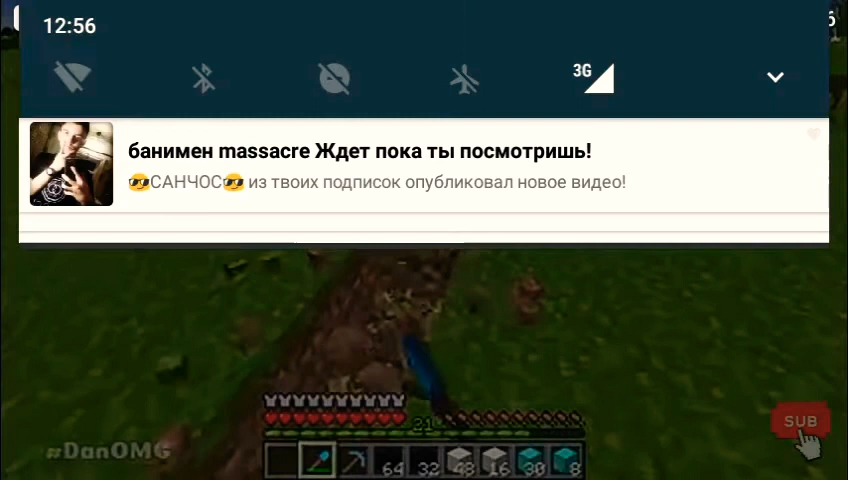 12:56
6
3G
банимен massacre Ждет пока ты посмотришь!
😎САНЧОС😎 из твоих подписок опубликовал новое видео!
21
SUB
#DanOMG
64 32 48 16 30 8